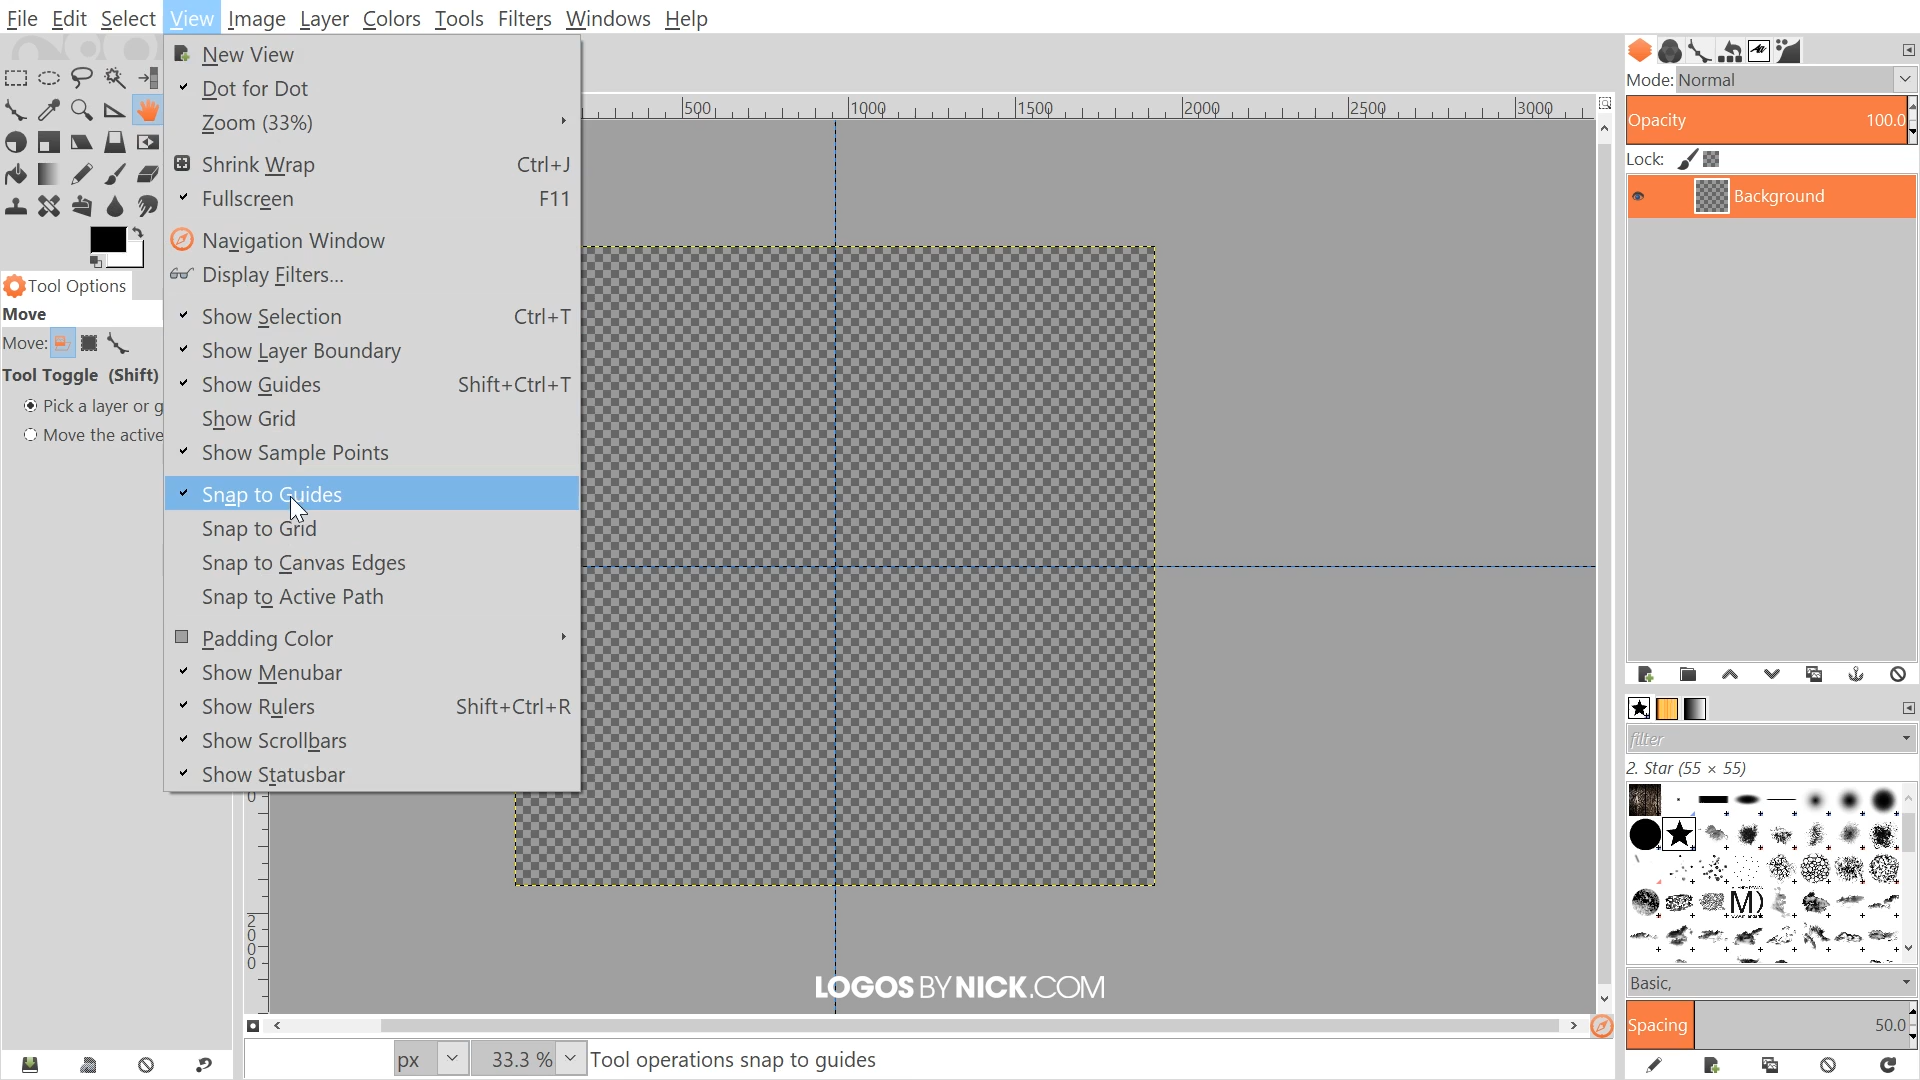 File Edit Select View Image Layer Colors Tools Filters Windows Help
New View
Dot for Dot
Zoom (33%)
Shrink Wrap Ctrl+J
Fullscreen F11
Navigation Window
Display Filters...
Show Selection Ctrl+T
Show Layer Boundary
Show Guides Shift+Ctrl+T
Show Grid
Show Sample Points
Snap to Guides
Snap to Grid
Snap to Canvas Edges
Snap to Active Path
Padding Color
Show Menubar
Show Rulers Shift+Ctrl+R
Show Scrollbars
Show Statusbar
Tool Options
Move
Move:
Tool Toggle (Shift)
Pick a layer or g
Move the active
500 1000 1500 2000 2500 3000
0
2000
LOGOS BY NICK.COM
px 33.3 % Tool operations snap to guides
Mode: Normal
Opacity 100.0
Lock:
Background
filter
2. Star (55 × 55)
M)
Basic,
Spacing 50.0